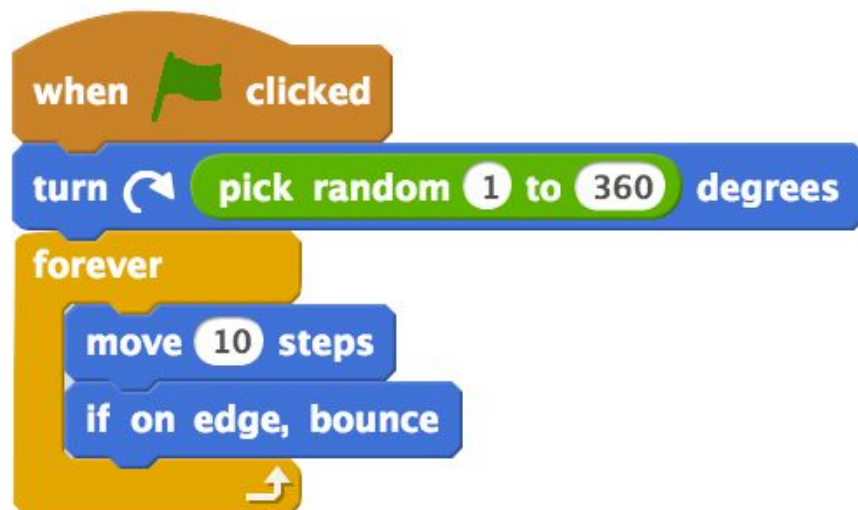 when clicked
turn pick random 1 to 360 degrees
forever
move 10 steps
if on edge, bounce